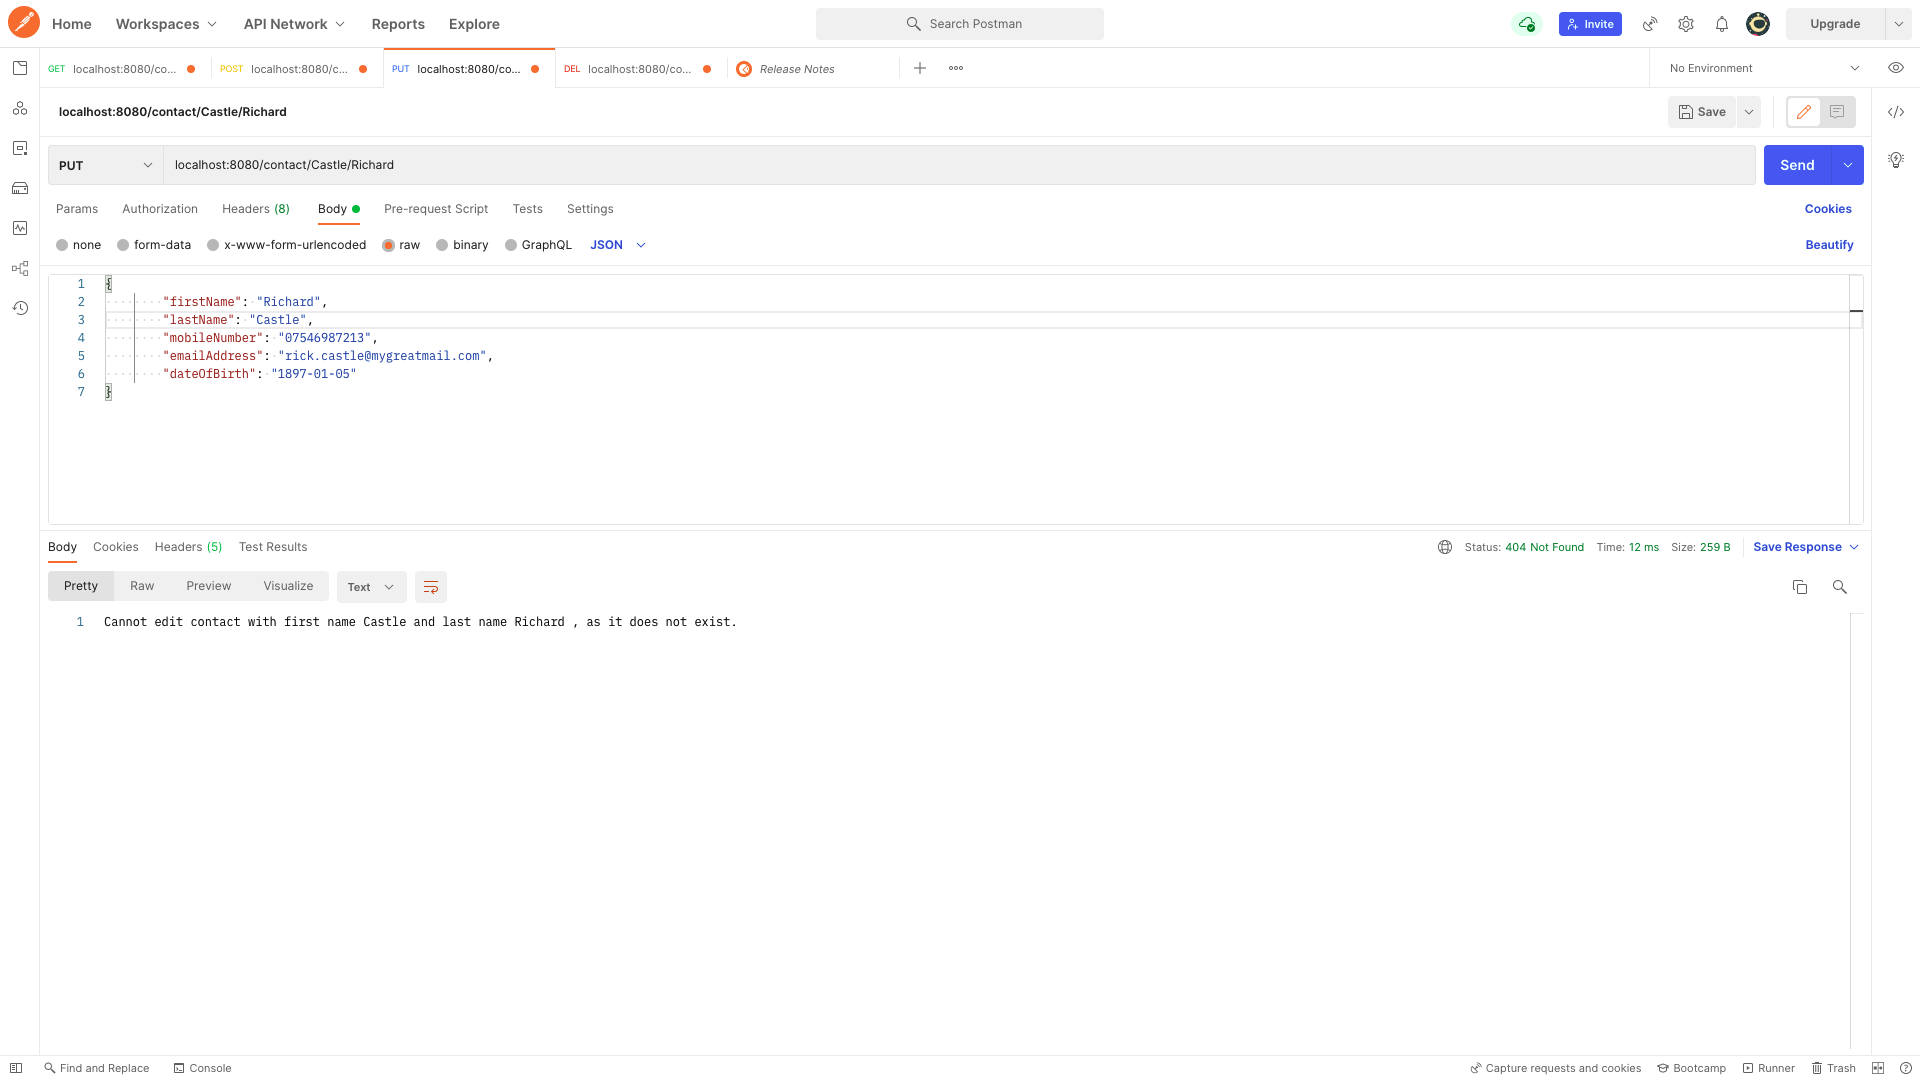 Home Workspaces API Network Reports Explore Search Postman Invite Upgrade
GET localhost:8080/co... POST localhost:8080/c... PUT localhost:8080/co... DEL localhost:8080/co... Release Notes No Environment
localhost:8080/contact/Castle/Richard Save
PUT localhost:8080/contact/Castle/Richard Send
Params Authorization Headers (8) Body Pre-request Script Tests Settings Cookies
none form-data x-www-form-urlencoded raw binary GraphQL JSON Beautify
1 {
2 "firstName": "Richard",
3 "lastName": "Castle",
4 "mobileNumber": "07546987213",
5 "emailAddress": "rick.castle@mygreatmail.com",
6 "dateOfBirth": "1897-01-05"
7 }
Body Cookies Headers (5) Test Results Status: 404 Not Found Time: 12 ms Size: 259 B Save Response
Pretty Raw Preview Visualize Text
1 Cannot edit contact with first name Castle and last name Richard , as it does not exist.
Find and Replace Console Capture requests and cookies Bootcamp Runner Trash